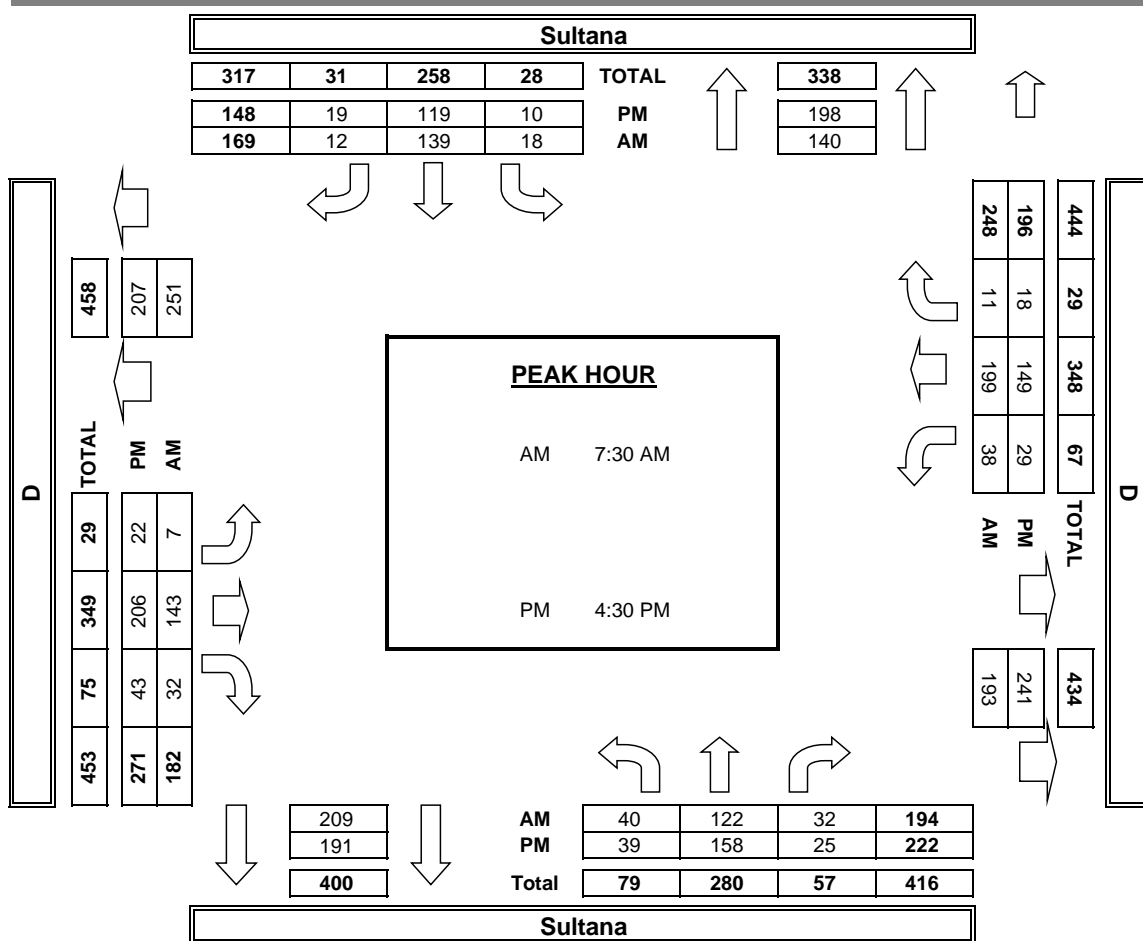 Sultana
317 31 258 28 TOTAL 338
148 19 119 10 PM 198
169 12 139 18 AM 140
D
458 207 251
TOTAL PM AM
29 22 7
349 206 143
75 43 32
453 271 182
PEAK HOUR
AM 7:30 AM
PM 4:30 PM
248 196 444
11 18 29
199 149 348
38 29 67
AM PM TOTAL
193 241 434
D
209 AM 40 122 32 194
191 PM 39 158 25 222
400 Total 79 280 57 416
Sultana